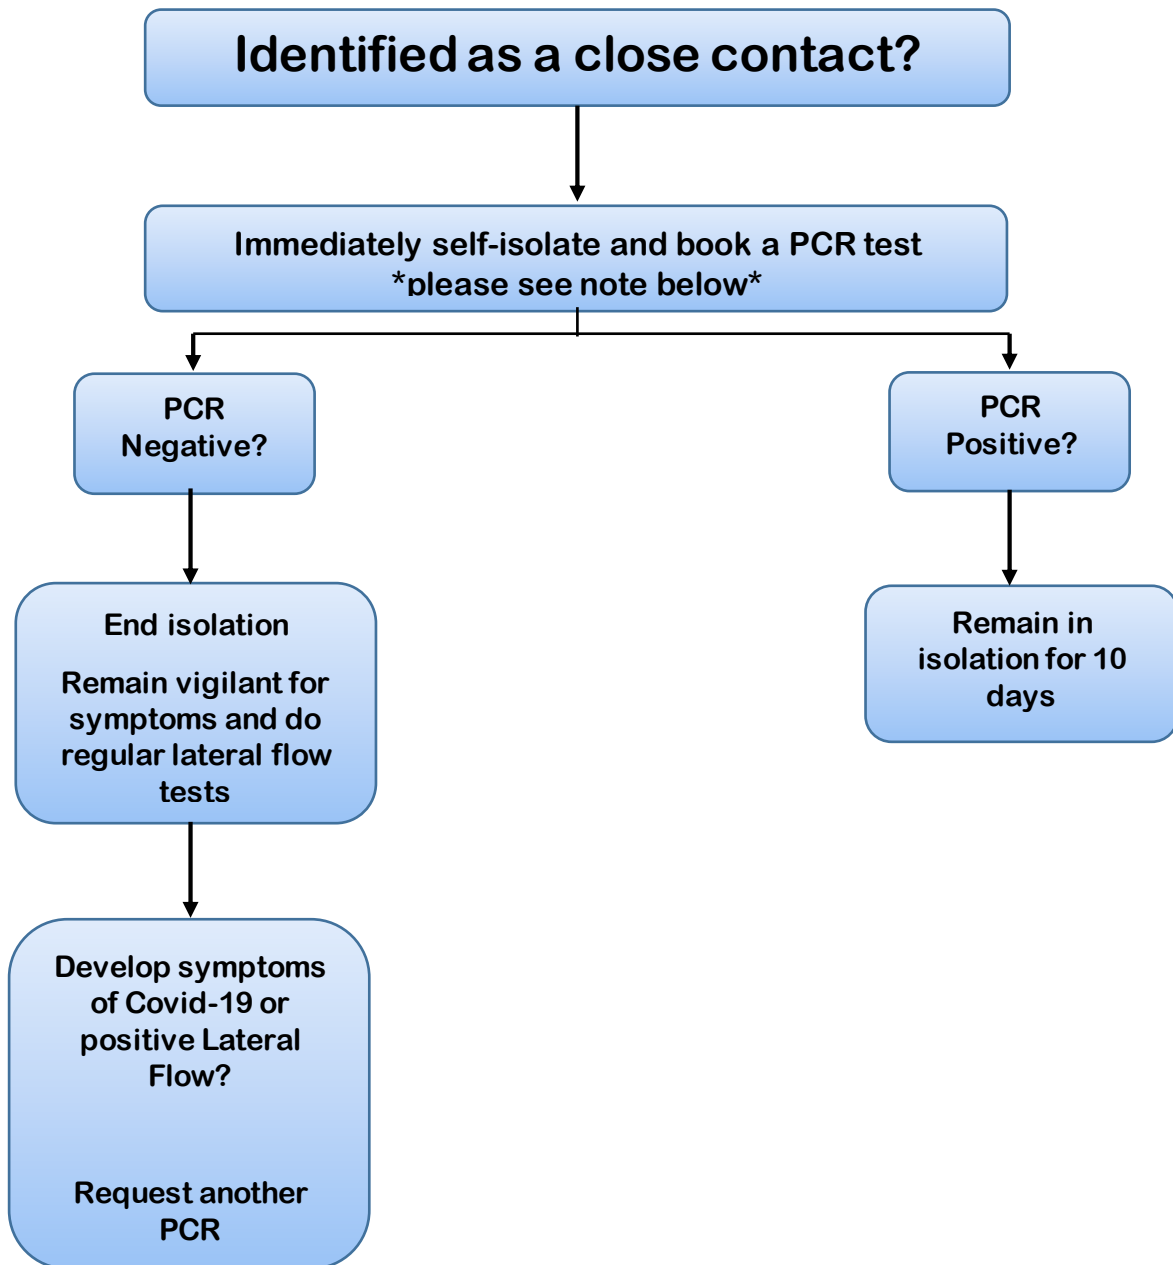 Identified as a close contact?
Immediately self-isolate and book a PCR test
*please see note below*
PCR
Negative?
PCR
Positive?
End isolation
Remain vigilant for
symptoms and do
regular lateral flow
tests
Remain in
isolation for 10
days
Develop symptoms
of Covid-19 or
positive Lateral
Flow?
Request another
PCR